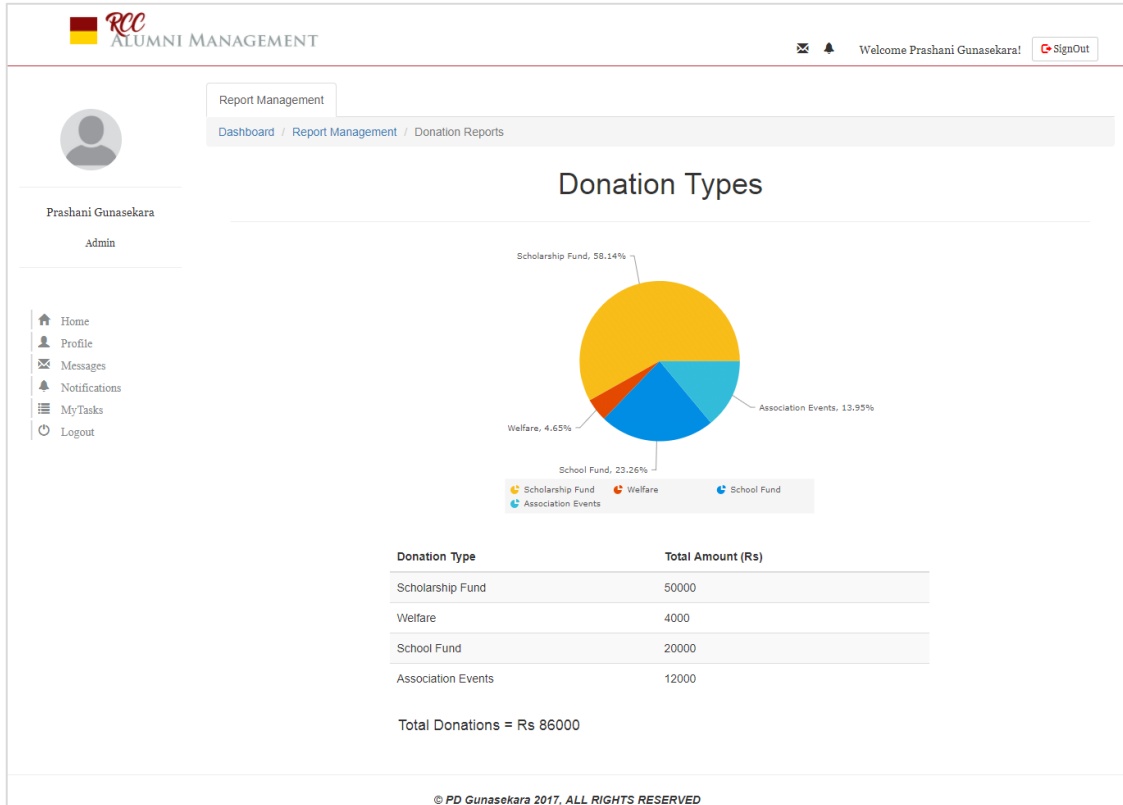 RCC
ALUMNI MANAGEMENT
Welcome Prashani Gunasekara! SignOut
Report Management
Dashboard / Report Management / Donation Reports
Prashani Gunasekara
Admin
Home
Profile
Messages
Notifications
MyTasks
Logout
Donation Types
Scholarship Fund, 58.14%
Association Events, 13.95%
Welfare, 4.65%
School Fund, 23.26%
Scholarship Fund Welfare School Fund
Association Events
Donation Type Total Amount (Rs)
Scholarship Fund 50000
Welfare 4000
School Fund 20000
Association Events 12000
Total Donations = Rs 86000
© PD Gunasekara 2017, ALL RIGHTS RESERVED